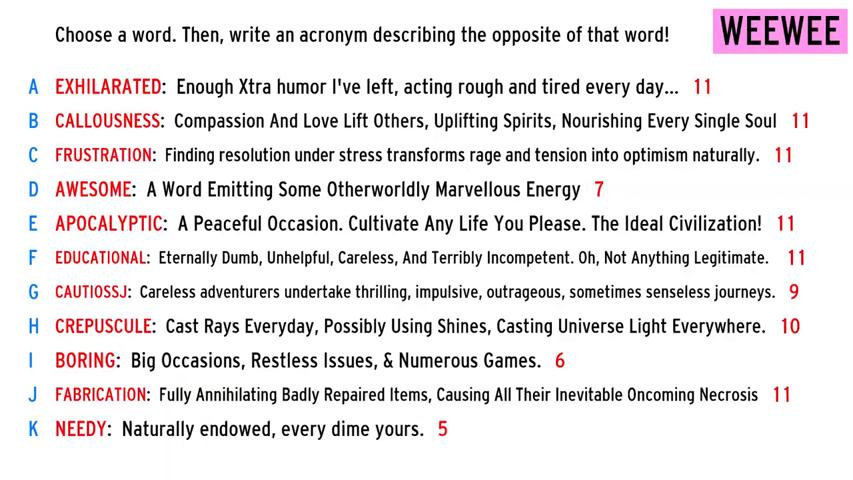 Choose a word. Then, write an acronym describing the opposite of that word!
WEEWEE
A EXHILARATED: Enough Xtra humor I've left, acting rough and tired every day... 11
B CALLOUSNESS: Compassion And Love Lift Others, Uplifting Spirits, Nourishing Every Single Soul 11
C FRUSTRATION: Finding resolution under stress transforms rage and tension into optimism naturally. 11
D AWESOME: A Word Emitting Some Otherworldly Marvellous Energy 7
E APOCALYPTIC: A Peaceful Occasion. Cultivate Any Life You Please. The Ideal Civilization! 11
F EDUCATIONAL: Eternally Dumb, Unhelpful, Careless, And Terribly Incompetent. Oh, Not Anything Legitimate. 11
G CAUTIOSSJ: Careless adventurers undertake thrilling, impulsive, outrageous, sometimes senseless journeys. 9
H CREPUSCULE: Cast Rays Everyday, Possibly Using Shines, Casting Universe Light Everywhere. 10
I BORING: Big Occasions, Restless Issues, & Numerous Games. 6
J FABRICATION: Fully Annihilating Badly Repaired Items, Causing All Their Inevitable Oncoming Necrosis 11
K NEEDY: Naturally endowed, every dime yours. 5